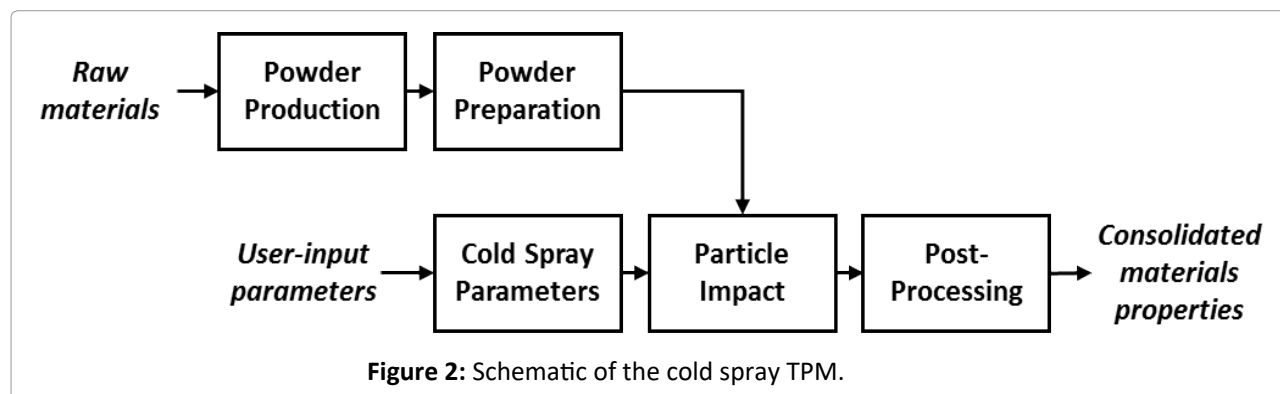 Raw
materials
Powder
Production
Powder
Preparation
User-input
parameters
Cold Spray
Parameters
Particle
Impact
Post-
Processing
Consolidated
materials
properties
Figure 2: Schematic of the cold spray TPM.